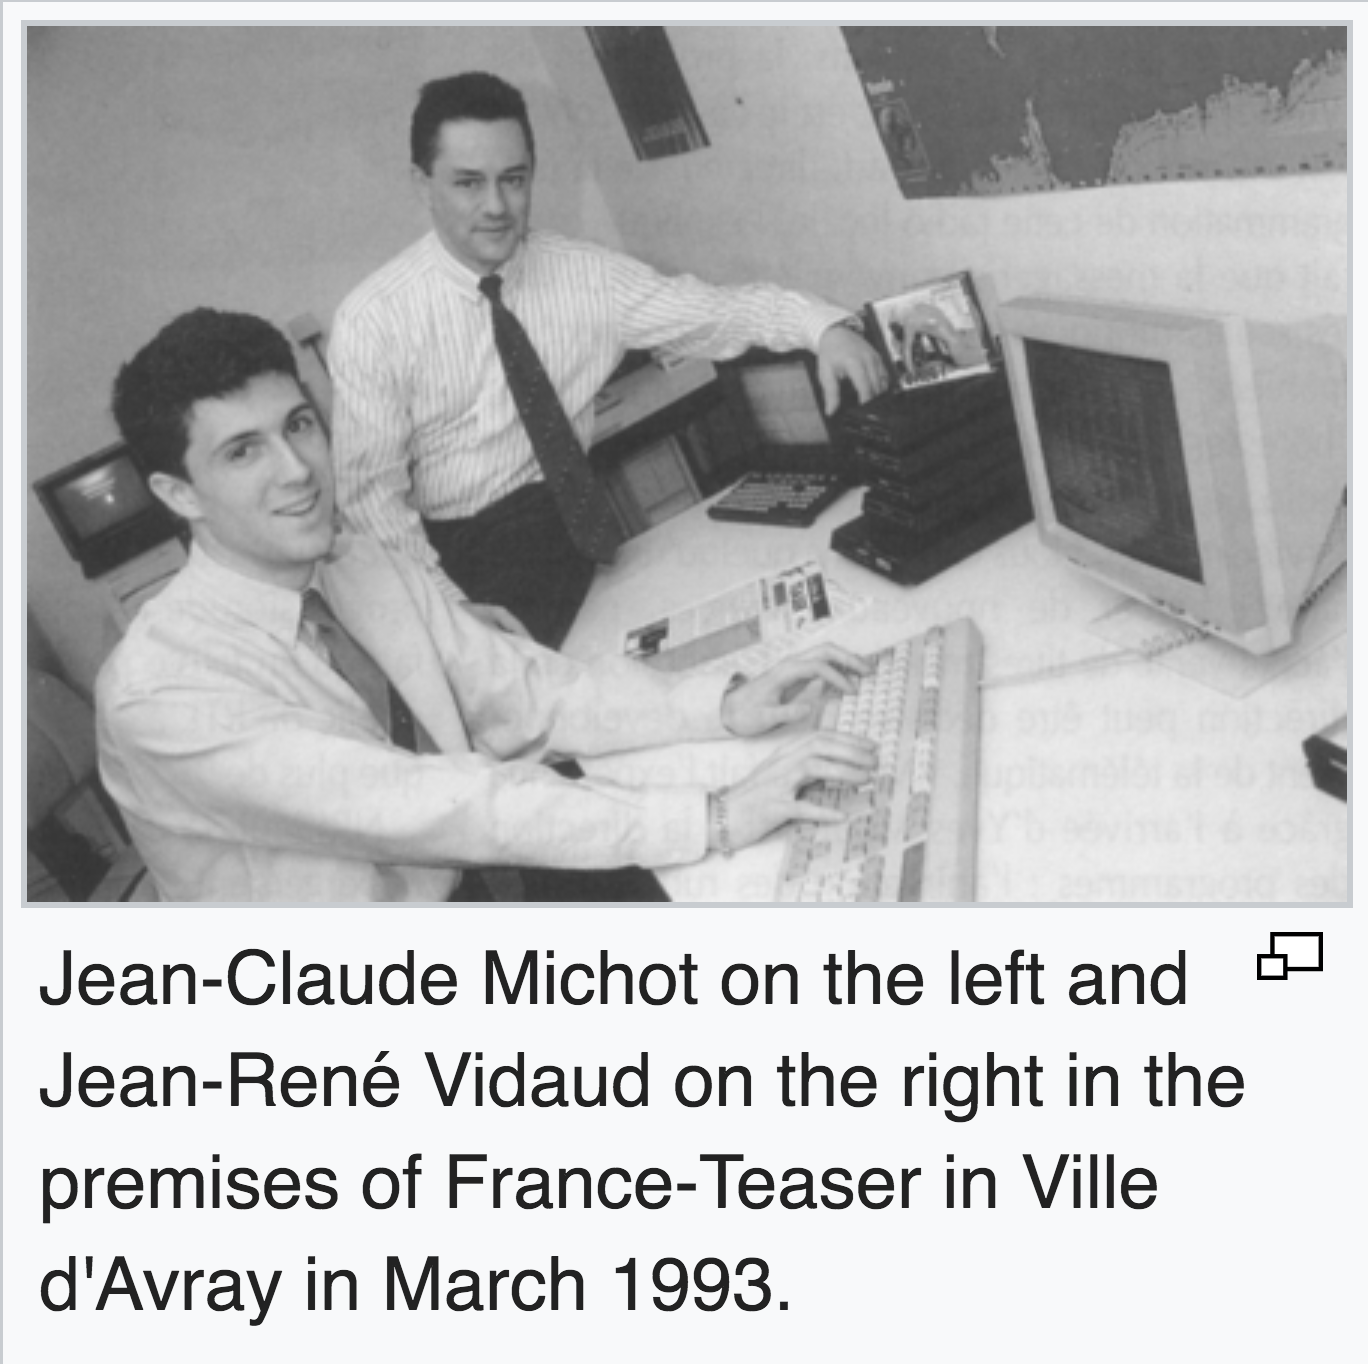 Jean-Claude Michot on the left and
Jean-René Vidaud on the right in the
premises of France-Teaser in Ville
d'Avray in March 1993.